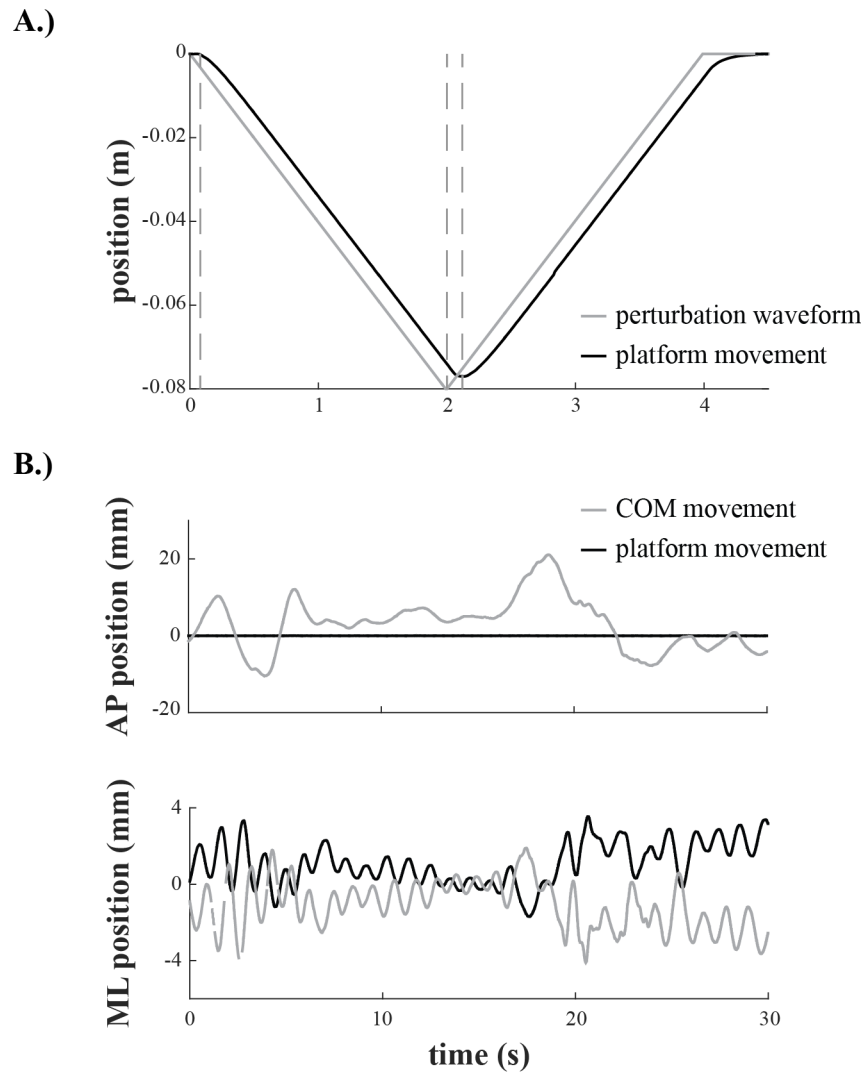 A.)
0
-0.02
-0.04
-0.06
-0.08
position (m)
perturbation waveform
platform movement
0 1 2 3 4
B.)
COM movement
platform movement
20
0
-20
AP position (mm)
4
0
-4
ML position (mm)
0 10 20 30
time (s)